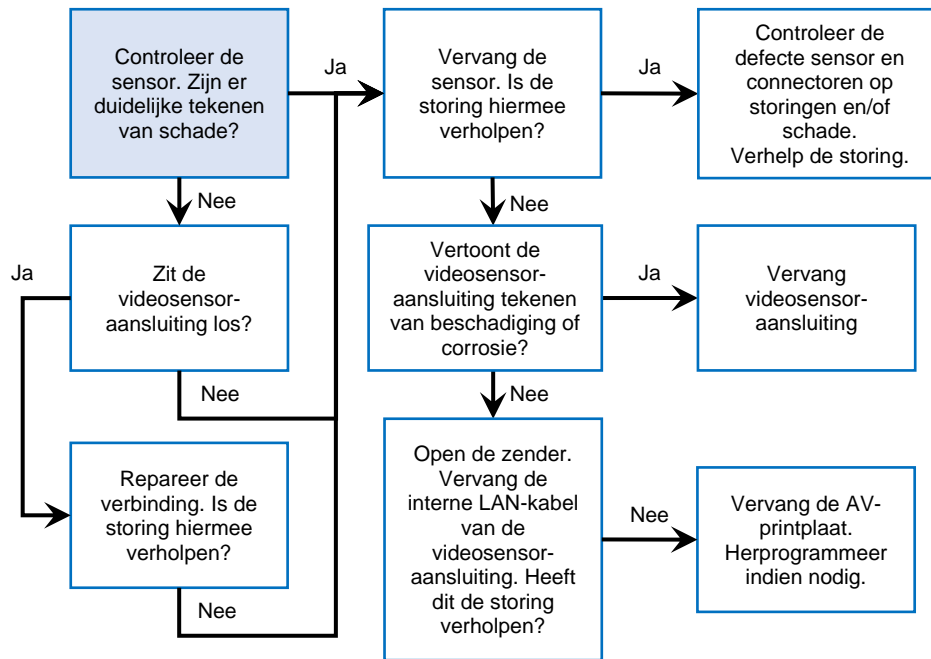 Controleer de
sensor. Zijn er
duidelijke tekenen
van schade?
Ja
Vervang de
sensor. Is de
storing hiermee
verholpen?
Ja
Controleer de
defecte sensor en
connectoren op
storingen en/of
schade.
Verhelp de storing.
Nee
Nee
Ja
Zit de
videosensor-
aansluiting los?
Vertoont de
videosensor-
aansluiting tekenen
van beschadiging of
corrosie?
Ja
Vervang
videosensor-
aansluiting
Nee
Nee
Repareer de
verbinding. Is de
storing hiermee
verholpen?
Open de zender.
Vervang de
interne LAN-kabel
van de
videosensor-
aansluiting. Heeft
dit de storing
verholpen?
Nee
Vervang de AV-
printplaat.
Herprogrammeer
indien nodig.
Nee